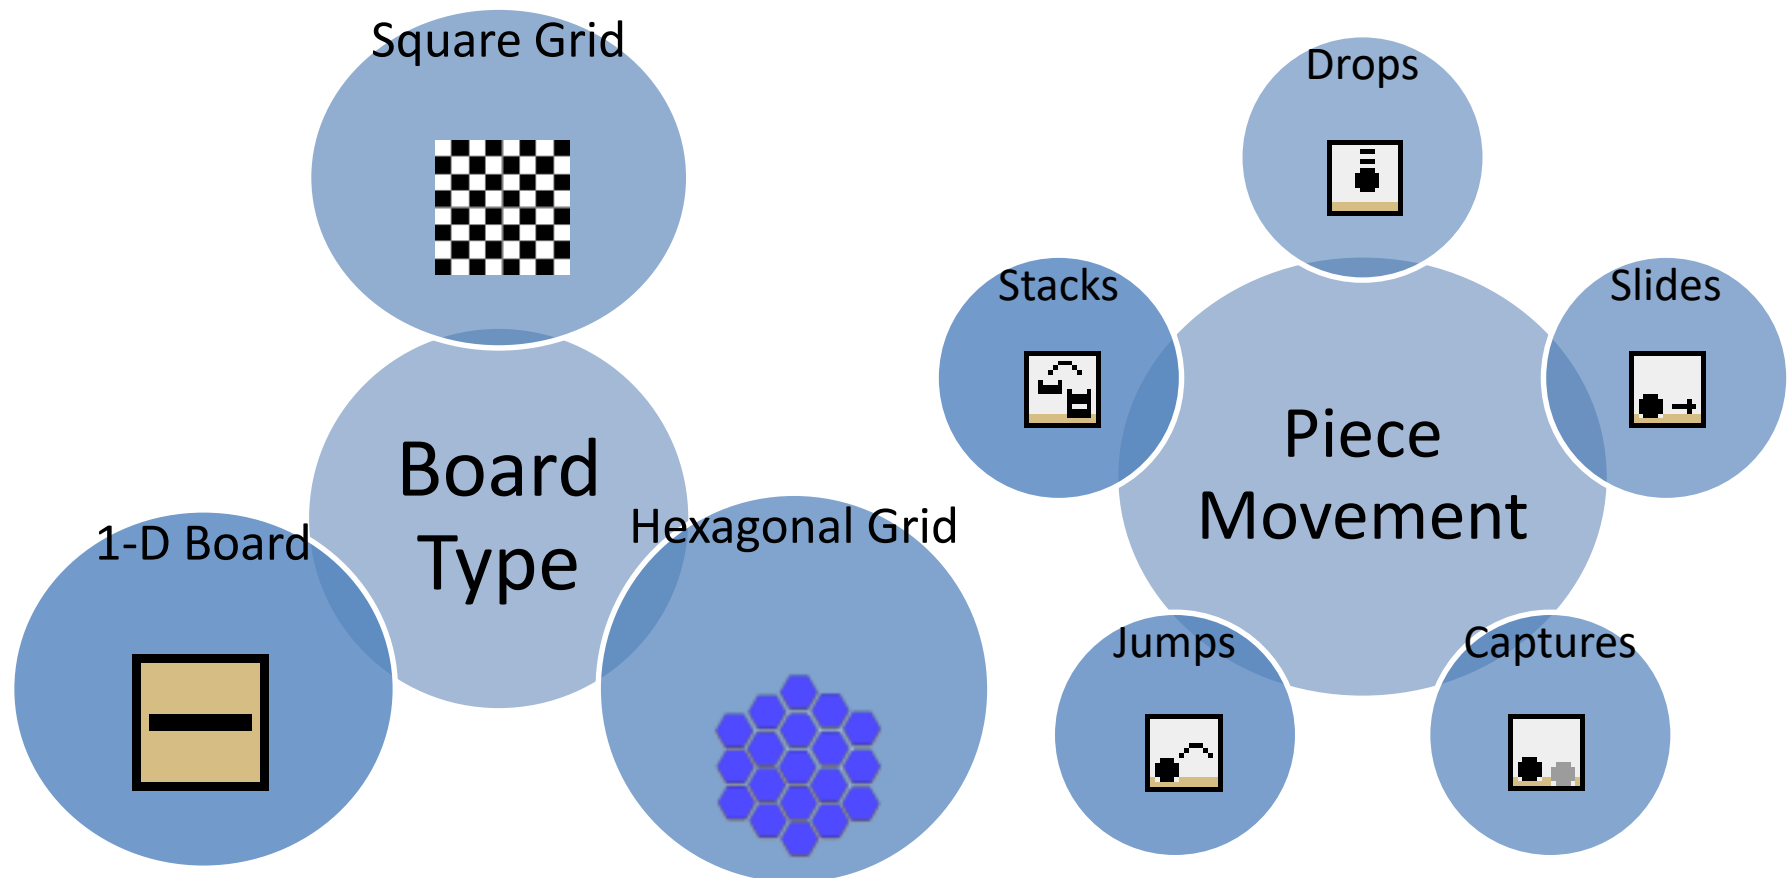 Square Grid
Board
Type
1-D Board
Hexagonal Grid
Drops
Stacks
Slides
Piece
Movement
Jumps
Captures